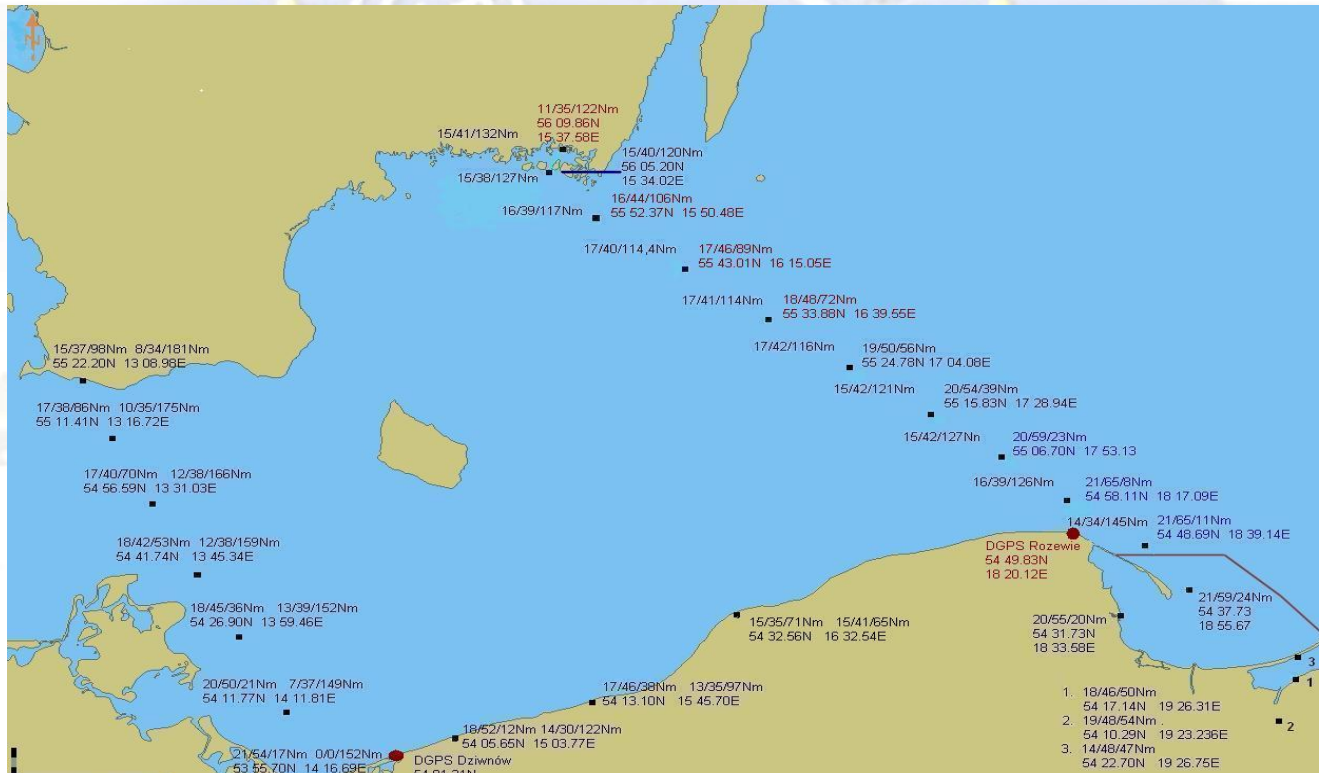 N
11/35/122Nm
56 09.86N
15 37.58E
15/41/132Nm
15/40/120Nm
56 05.20N
15 34.02E
15/38/127Nm
16/44/106Nm
55 52.37N 15 50.48E
16/39/117Nm
17/40/114,4Nm
17/46/89Nm
55 43.01N 16 15.05E
17/41/114Nm
18/48/72Nm
55 33.88N 16 39.55E
17/42/116Nm
19/50/56Nm
55 24.78N 17 04.08E
15/37/98Nm 8/34/181Nm
55 22.20N 13 08.98E
15/42/121Nm
20/54/39Nm
55 15.83N 17 28.94E
17/38/86Nm 10/35/175Nm
55 11.41N 13 16.72E
15/42/127Nn
20/59/23Nm
55 06.70N 17 53.13
17/40/70Nm 12/38/166Nm
54 56.59N 13 31.03E
16/39/126Nm
21/65/8Nm
54 58.11N 18 17.09E
14/34/145Nm
21/65/11Nm
54 48.69N 18 39.14E
18/42/53Nm 12/38/159Nm
54 41.74N 13 45.34E
DGPS Rozewie
54 49.83N
18 20.12E
21/59/24Nm
54 37.73
18 55.67
18/45/36Nm 13/39/152Nm
54 26.90N 13 59.46E
15/35/71Nm 15/41/65Nm
54 32.56N 16 32.54E
20/55/20Nm
54 31.73N
18 33.58E
3
1
2
20/50/21Nm 7/37/149Nm
54 11.77N 14 11.81E
17/46/38Nm 13/35/97Nm
54 13.10N 15 45.70E
1. 18/46/50Nm
54 17.14N 19 26.31E
2. 19/48/54Nm .
54 10.29N 19 23.236E
3. 14/48/47Nm
54 22.70N 19 26.75E
18/52/12Nm 14/30/122Nm
54 05.65N 15 03.77E
21/54/17Nm 0/0/152Nm
53 55.70N 14 16.69E
DGPS Dziwnów